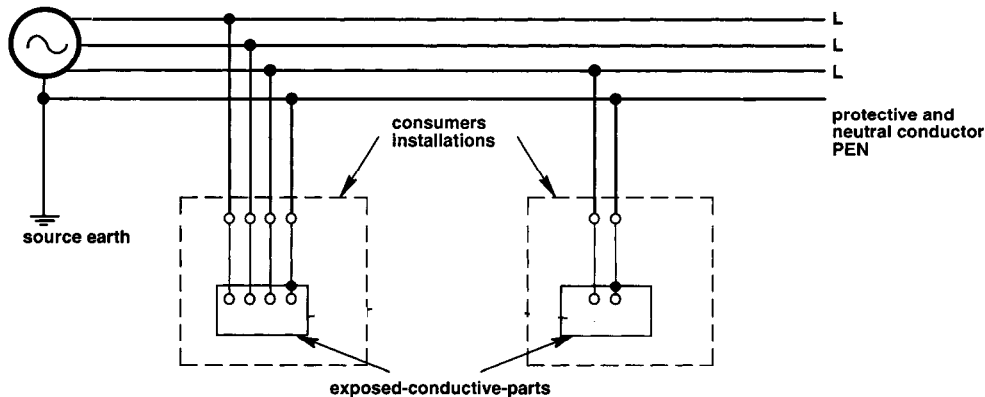 L
L
L
protective and
neutral conductor
PEN
consumers
installations
source earth
exposed-conductive-parts